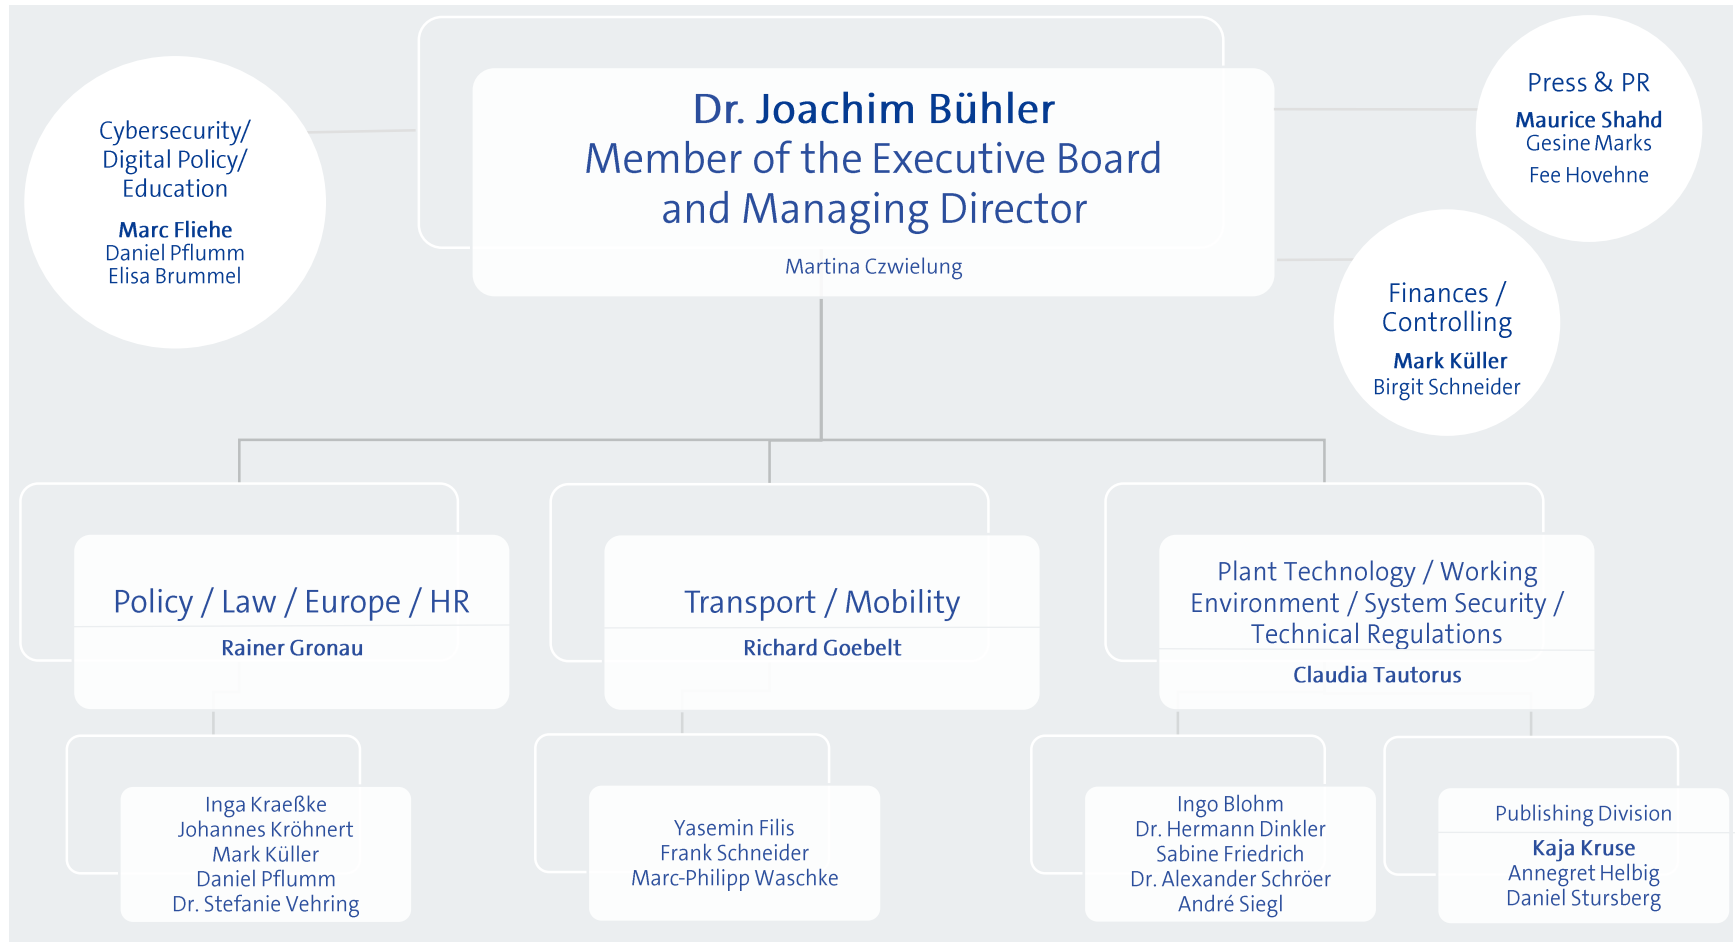 Cybersecurity/
Digital Policy/
Education
Marc Fliehe
Daniel Pflumm
Elisa Brummel
Dr. Joachim Bühler
Member of the Executive Board
and Managing Director
Martina Czwielung
Press & PR
Maurice Shahd
Gesine Marks
Fee Hovehne
Finances /
Controlling
Mark Küller
Birgit Schneider
Policy / Law / Europe / HR
Rainer Gronau
Transport / Mobility
Richard Goebelt
Plant Technology / Working
Environment / System Security /
Technical Regulations
Claudia Tautorus
Inga Kraeßke
Johannes Kröhnert
Mark Küller
Daniel Pflumm
Dr. Stefanie Vehring
Yasemin Filis
Frank Schneider
Marc-Philipp Waschke
Ingo Blohm
Dr. Hermann Dinkler
Sabine Friedrich
Dr. Alexander Schröer
André Siegl
Publishing Division
Kaja Kruse
Annegret Helbig
Daniel Stursberg